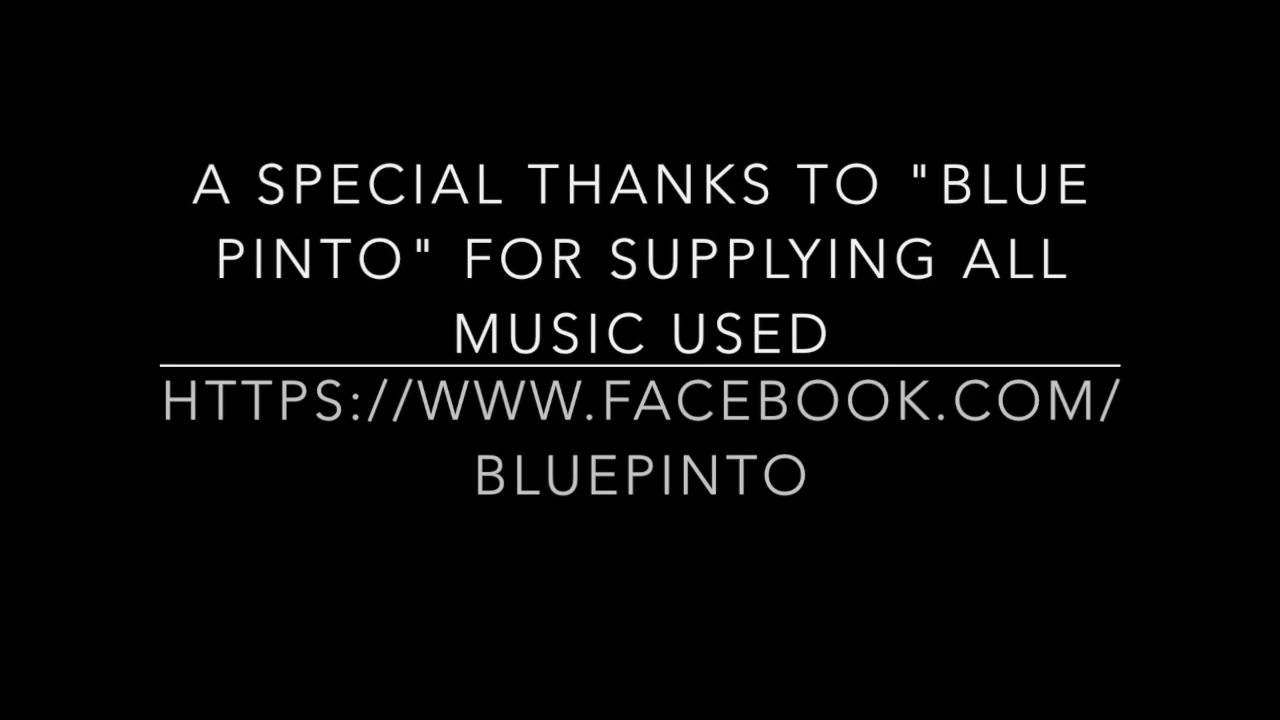 A SPECIAL THANKS TO "BLUE
PINTO" FOR SUPPLYING ALL
MUSIC USED
HTTPS://WWW.FACEBOOK.COM/
BLUEPINTO